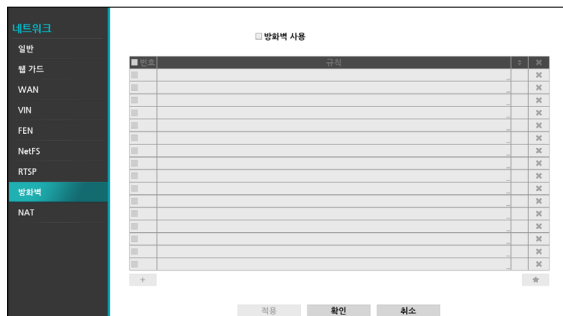 네트워크
일반
웹 가드
WAN
VIN
FEN
NetFS
RTSP
방화벽
NAT
방화벽 사용
번호 규칙
적용 확인 취소